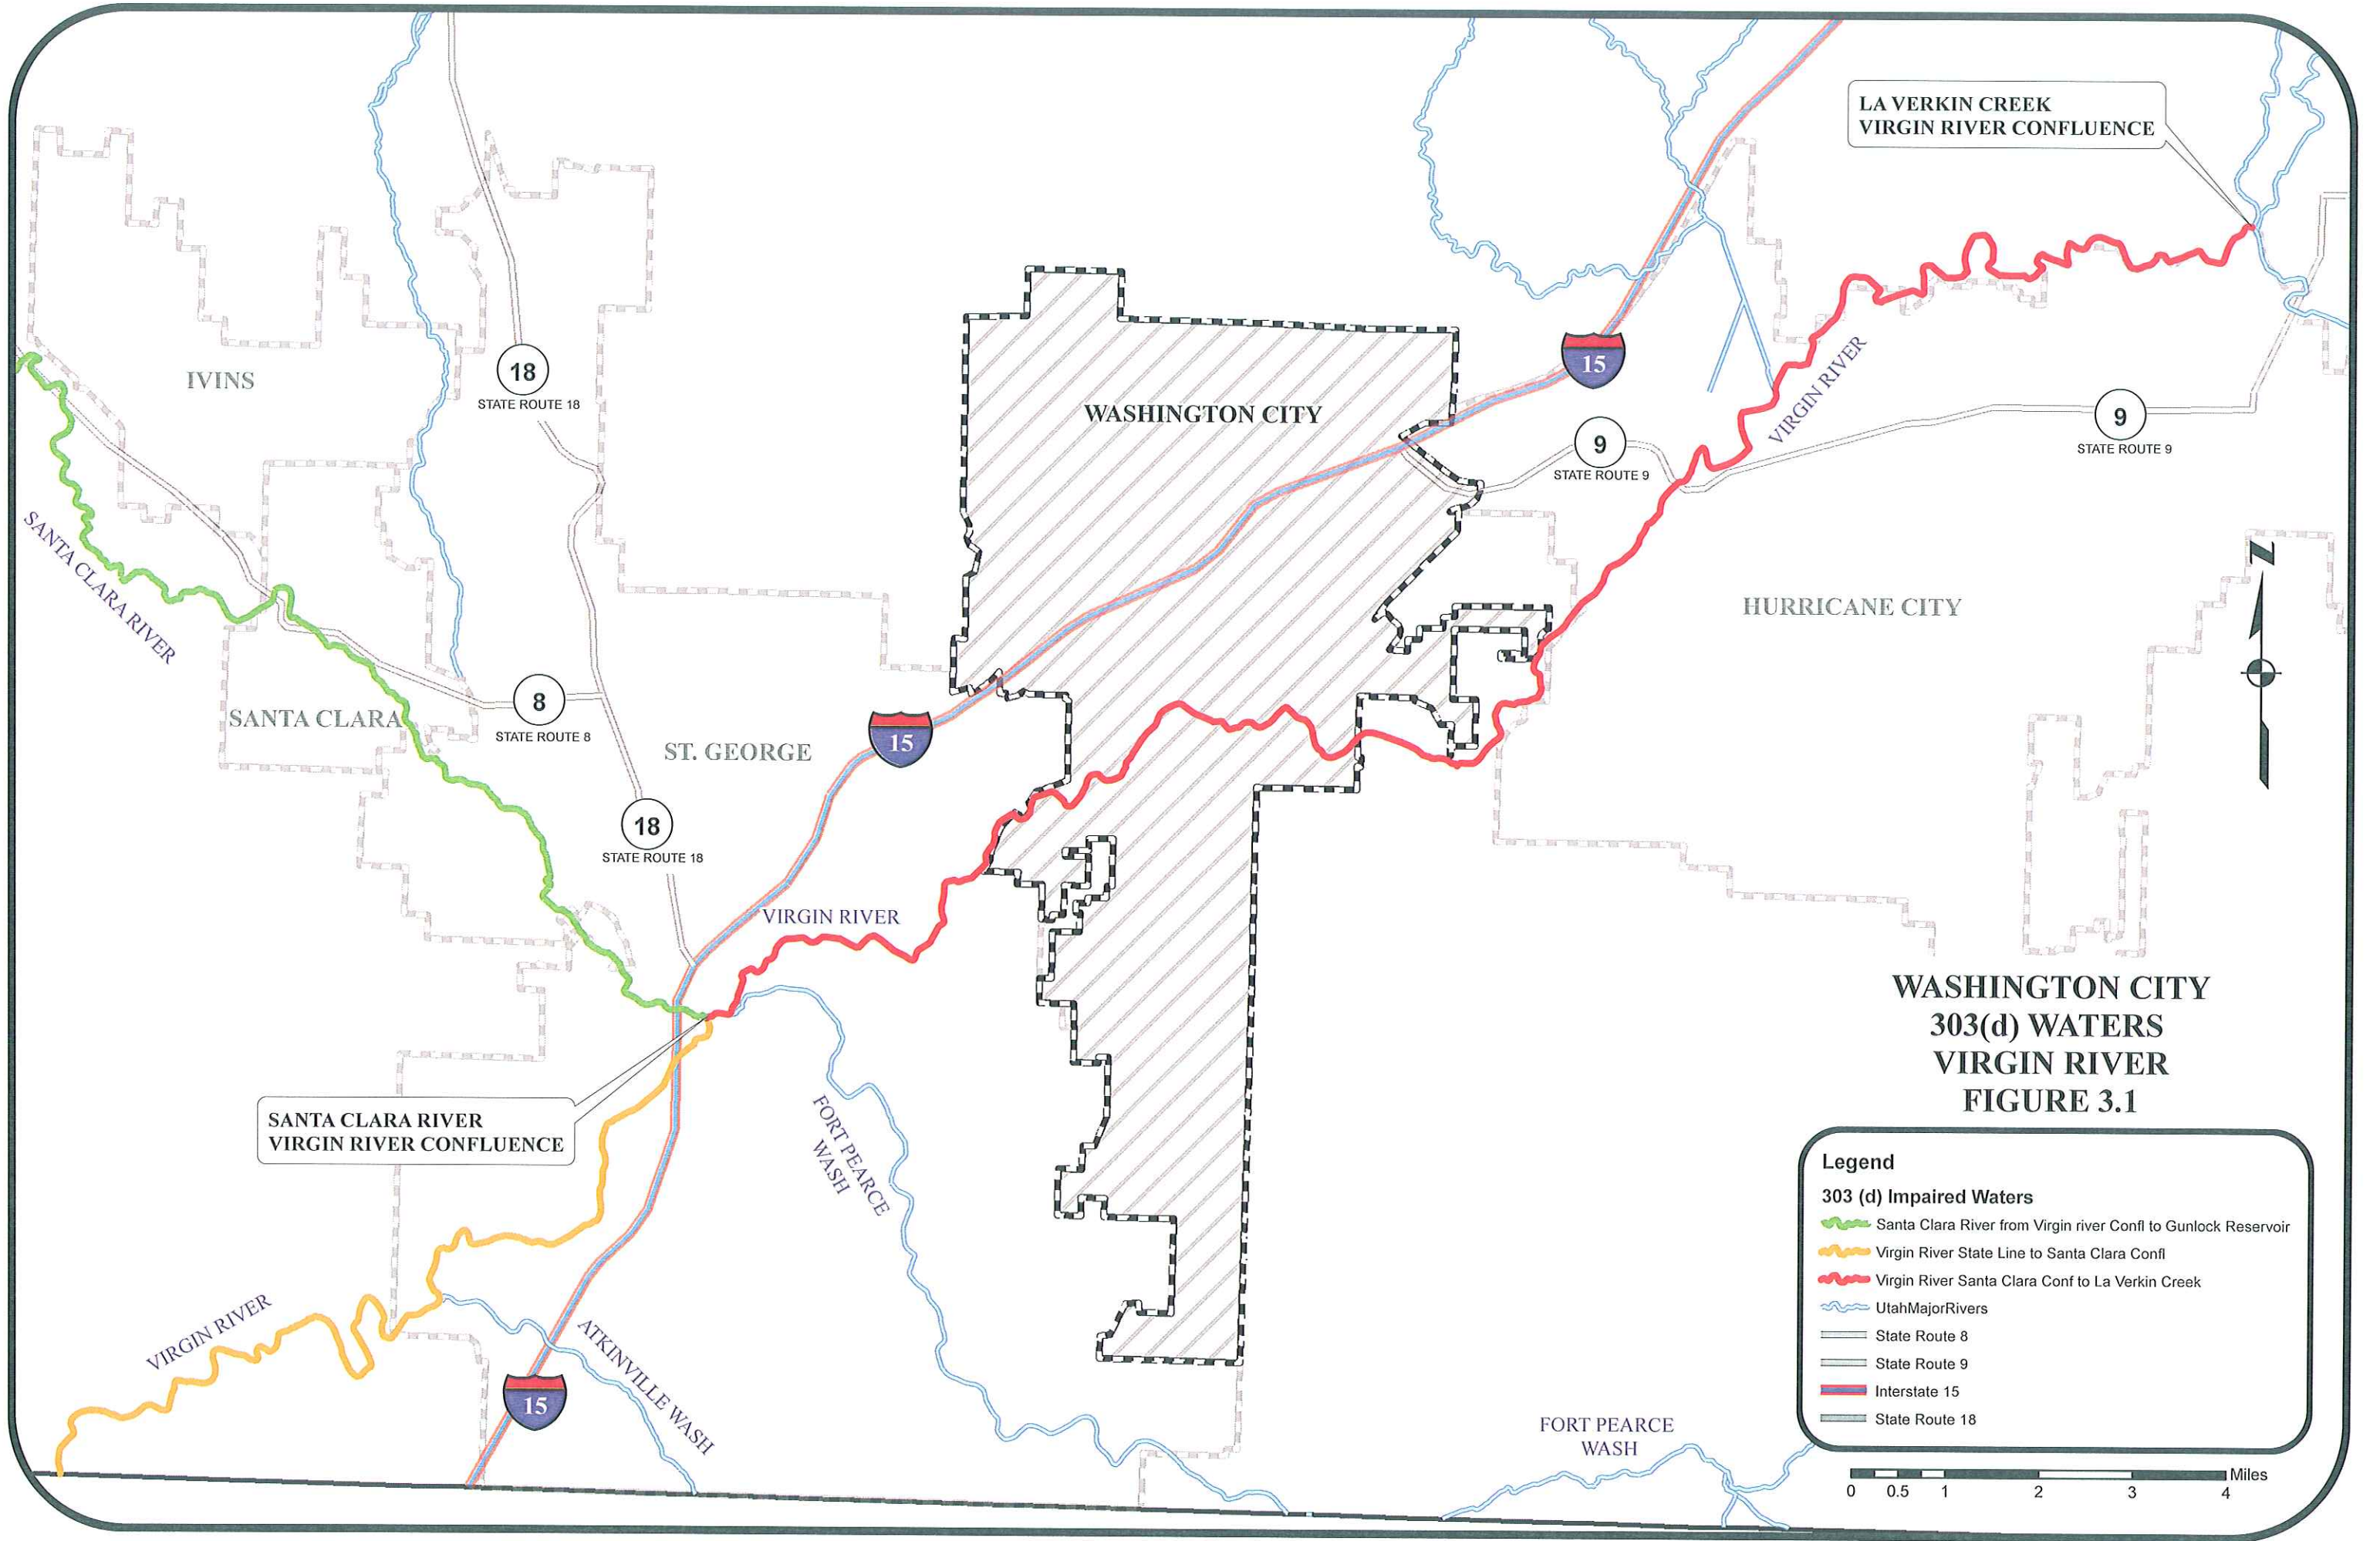 LA VERKIN CREEK
VIRGIN RIVER CONFLUENCE
IVINS
18
STATE ROUTE 18
15
WASHINGTON CITY
VIRGIN RIVER
9
STATE ROUTE 9
9
STATE ROUTE 9
SANTA CLARA RIVER
N
HURRICANE CITY
8
STATE ROUTE 8
SANTA CLARA
ST. GEORGE
15
18
STATE ROUTE 18
VIRGIN RIVER
WASHINGTON CITY
303(d) WATERS
VIRGIN RIVER
FIGURE 3.1
SANTA CLARA RIVER
VIRGIN RIVER CONFLUENCE
FORT PEARCE
WASH
VIRGIN RIVER
ATKINVILLE WASH
15
FORT PEARCE
WASH
Legend
303 (d) Impaired Waters
Santa Clara River from Virgin river Confl to Gunlock Reservoir
Virgin River State Line to Santa Clara Confl
Virgin River Santa Clara Conf to La Verkin Creek
UtahMajorRivers
State Route 8
State Route 9
Interstate 15
State Route 18
Miles
0 0.5 1 2 3 4